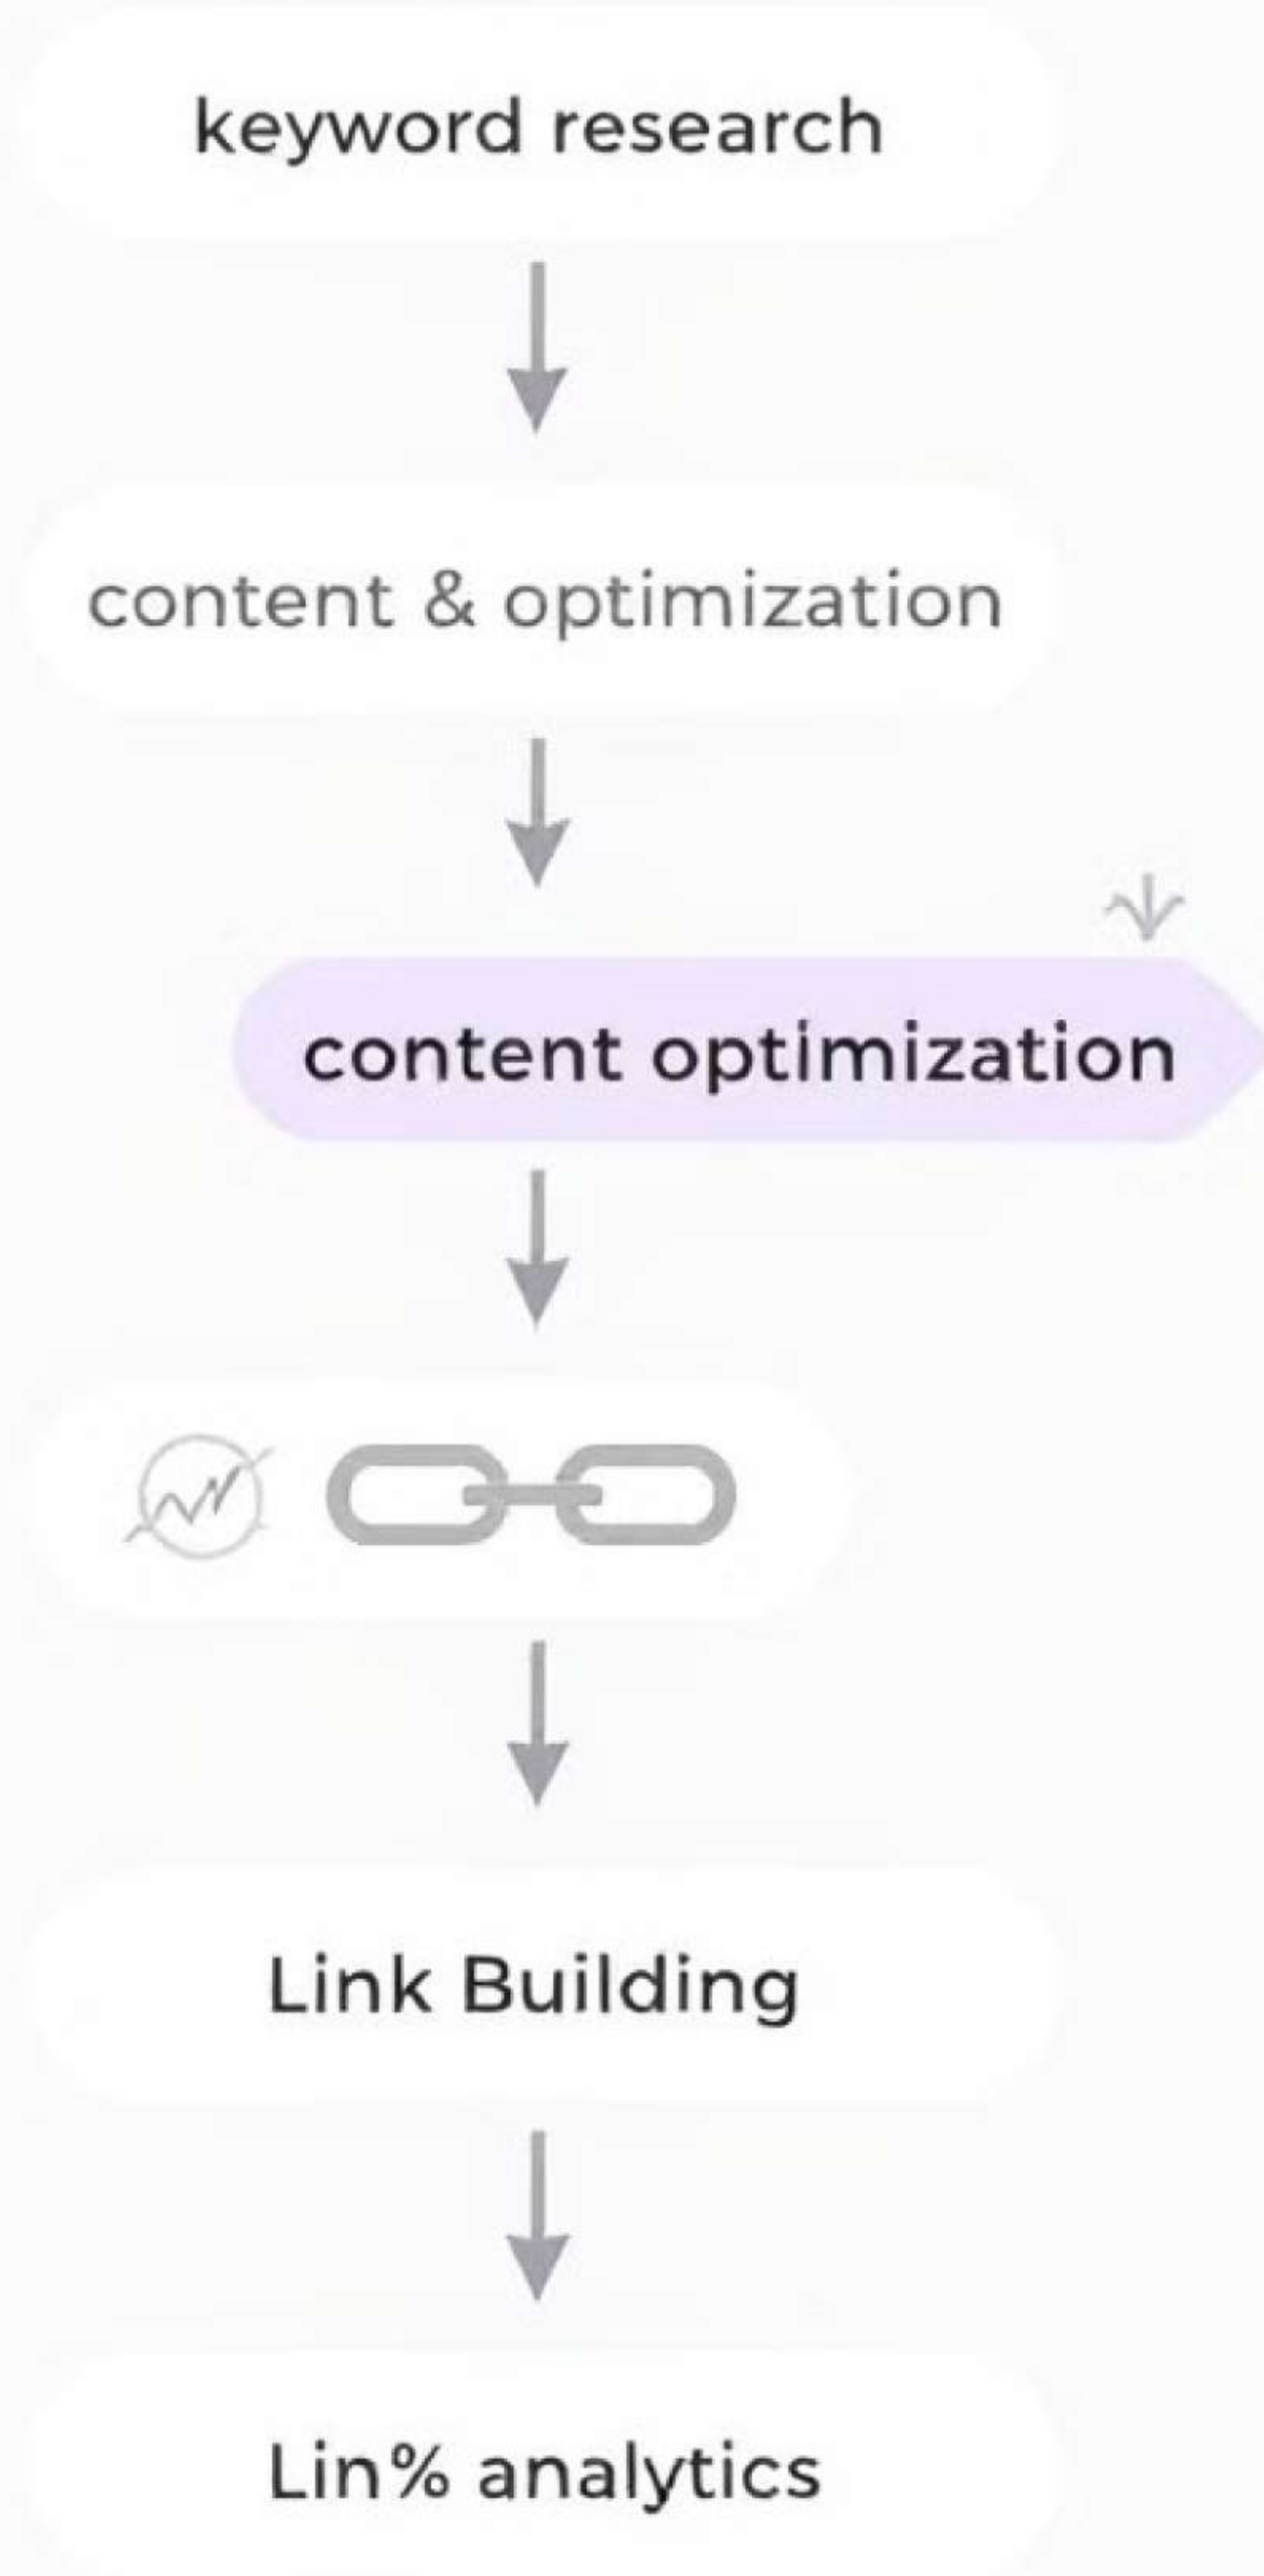 keyword research
content & optimization
content optimization
Link Building
Lin% analytics